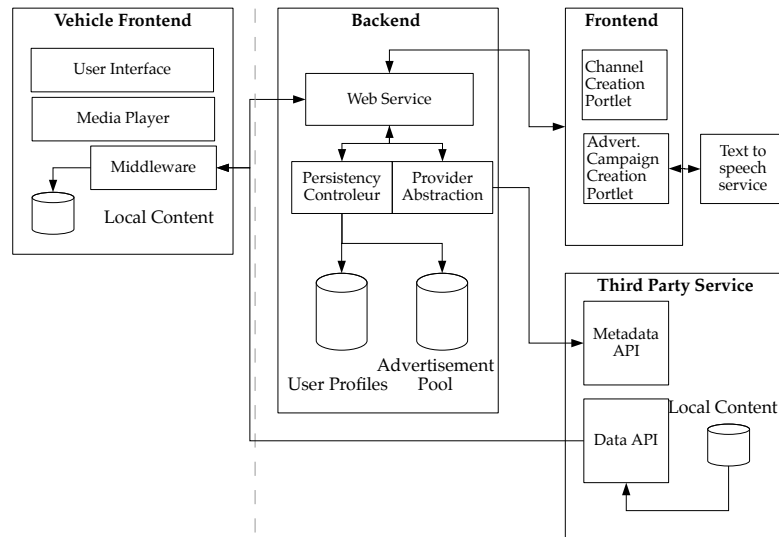 Vehicle Frontend
User Interface
Media Player
Middleware
Local Content
Backend
Web Service
Persistency
Controleur
Provider
Abstraction
User Profiles
Advertisement
Pool
Frontend
Channel
Creation
Portlet
Advert.
Campaign
Creation
Portlet
Text to
speech
service
Third Party Service
Metadata
API
Data API
Local Content